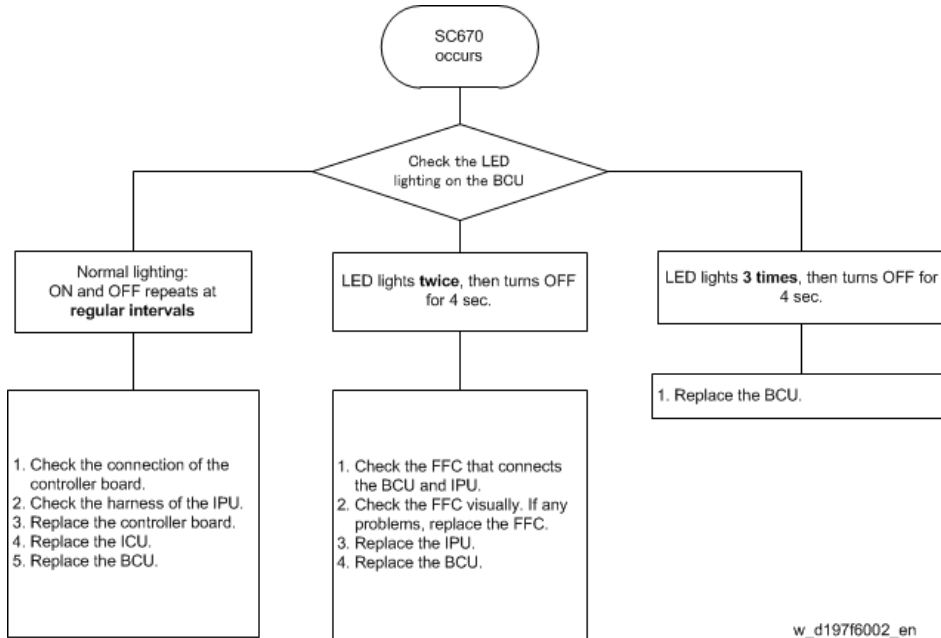 SC670
occurs
Check the LED
lighting on the BCU
Normal lighting:
ON and OFF repeats at
regular intervals
LED lights twice, then turns OFF
for 4 sec.
LED lights 3 times, then turns OFF for
4 sec.
1. Check the connection of the
controller board.
2. Check the harness of the IPU.
3. Replace the controller board.
4. Replace the ICU.
5. Replace the BCU.
1. Check the FFC that connects
the BCU and IPU.
2. Check the FFC visually. If any
problems, replace the FFC.
3. Replace the IPU.
4. Replace the BCU.
1. Replace the BCU.
w_d197f6002_en